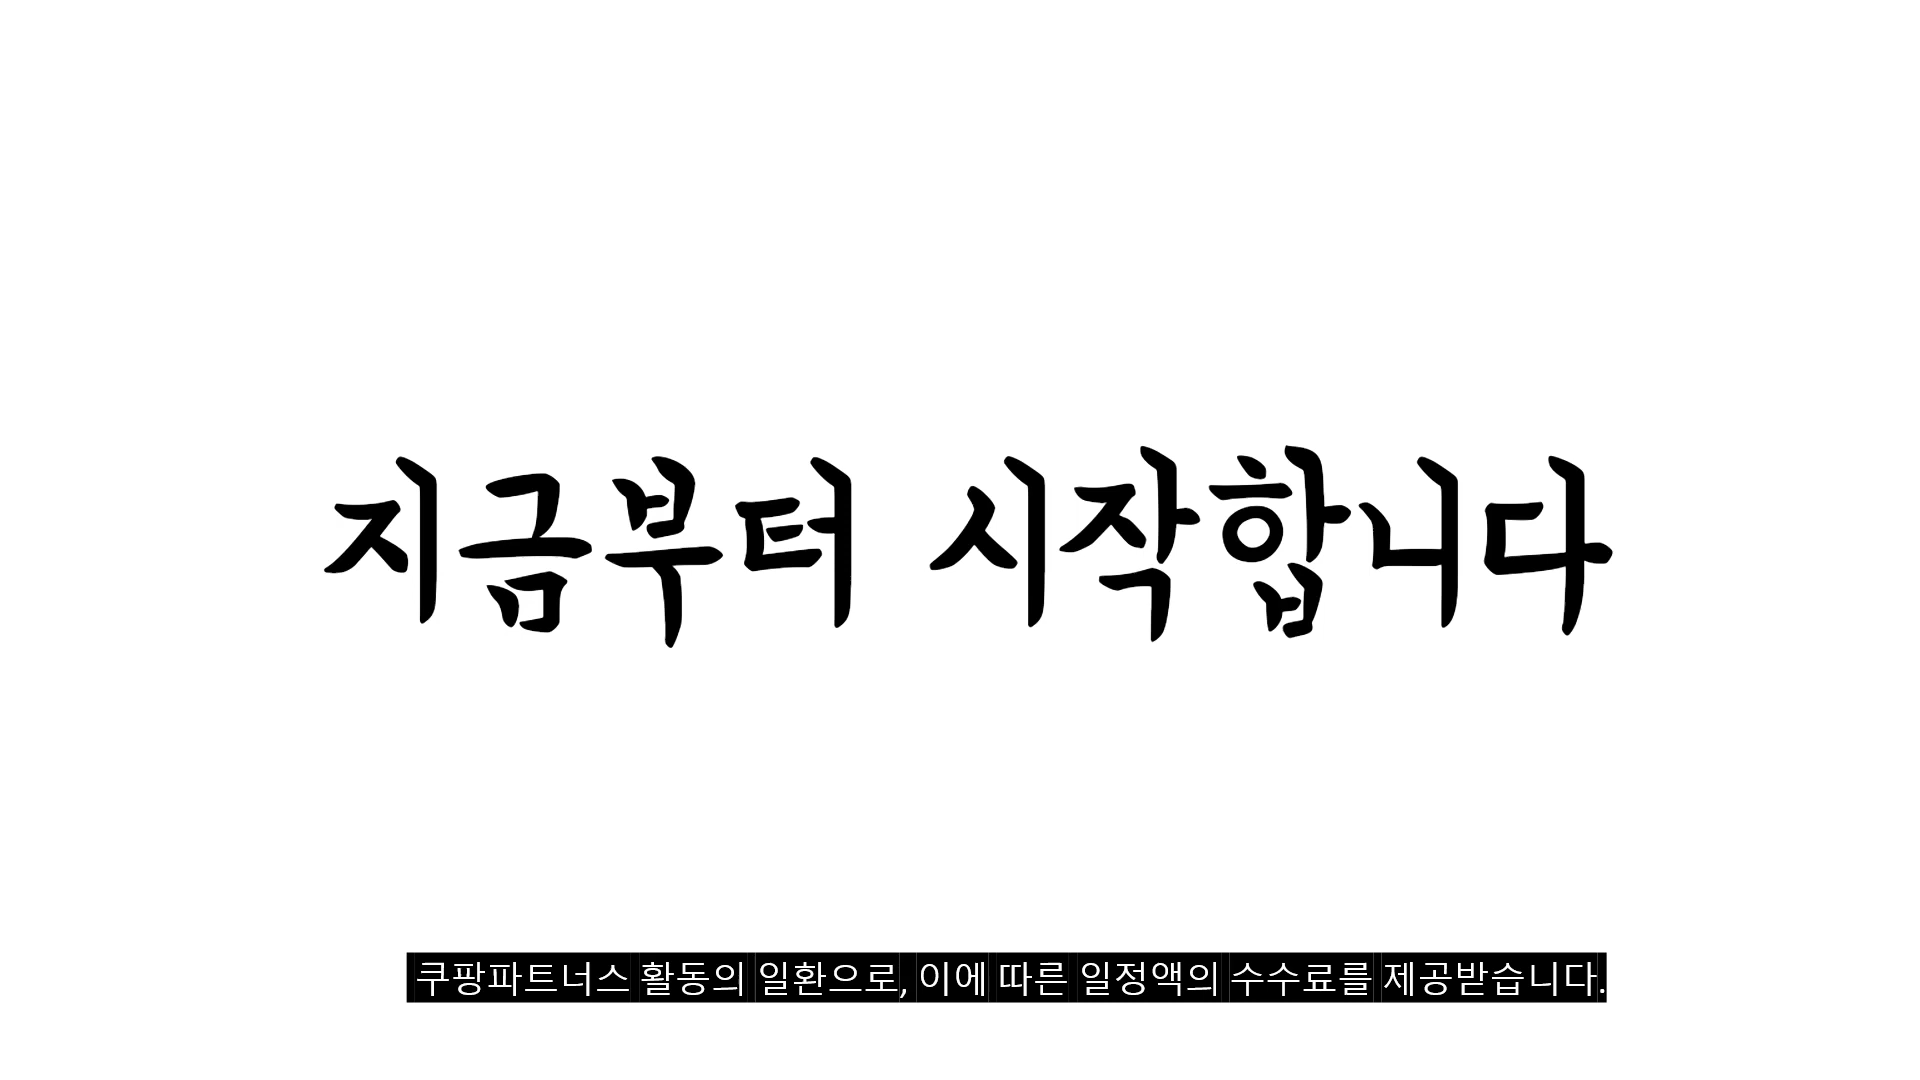 지금부터 시작합니다
쿠팡파트너스 활동의 일환으로, 이에 따른 일정액의 수수료를 제공받습니다.